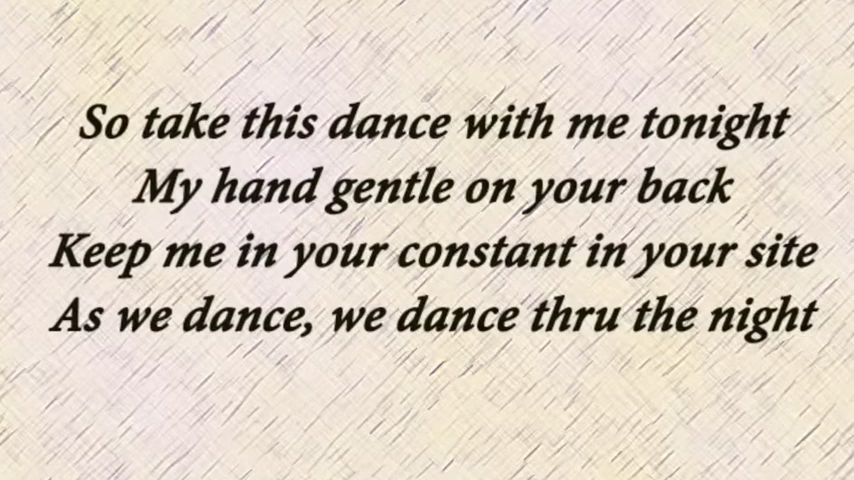 So take this dance with me tonight
My hand gentle on your back
Keep me in your constant in your site
As we dance, we dance thru the night